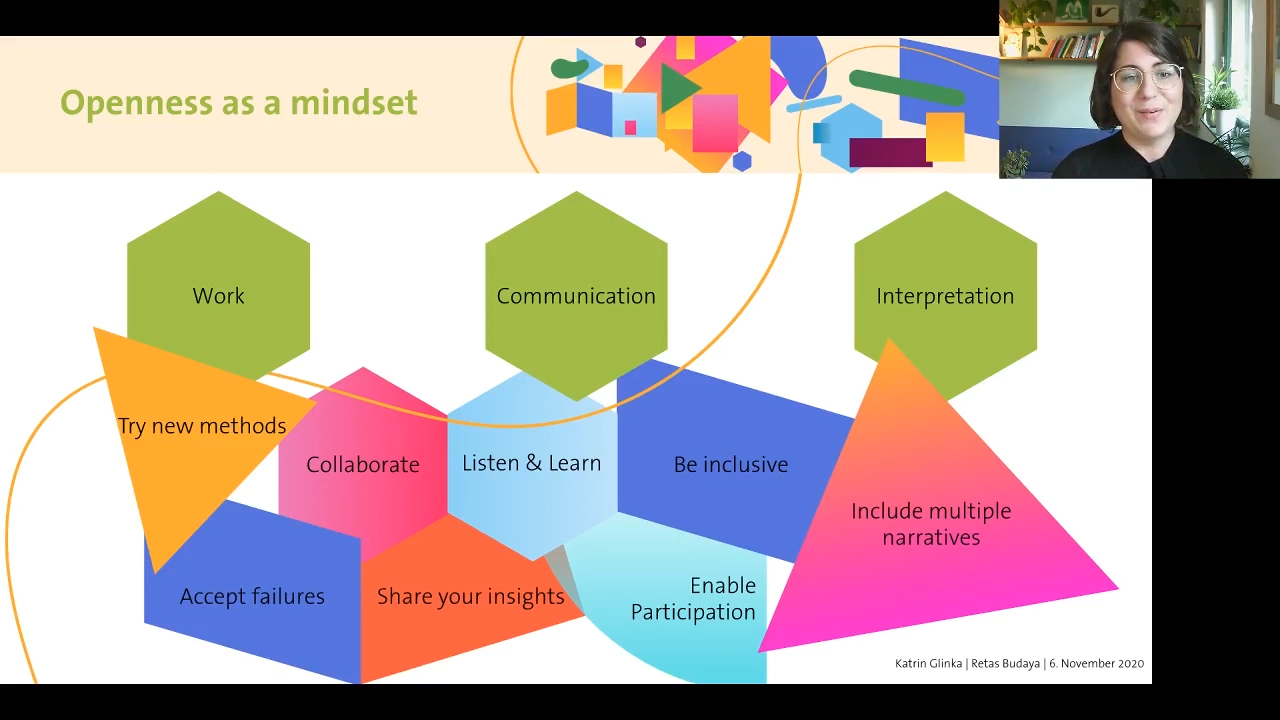 Openness as a mindset
Work
Communication
Interpretation
Try new methods
Collaborate
Listen & Learn
Be inclusive
Include multiple
narratives
Accept failures
Share your insights
Enable
Participation
Katrin Glinka | Retas Budaya | 6. November 2020